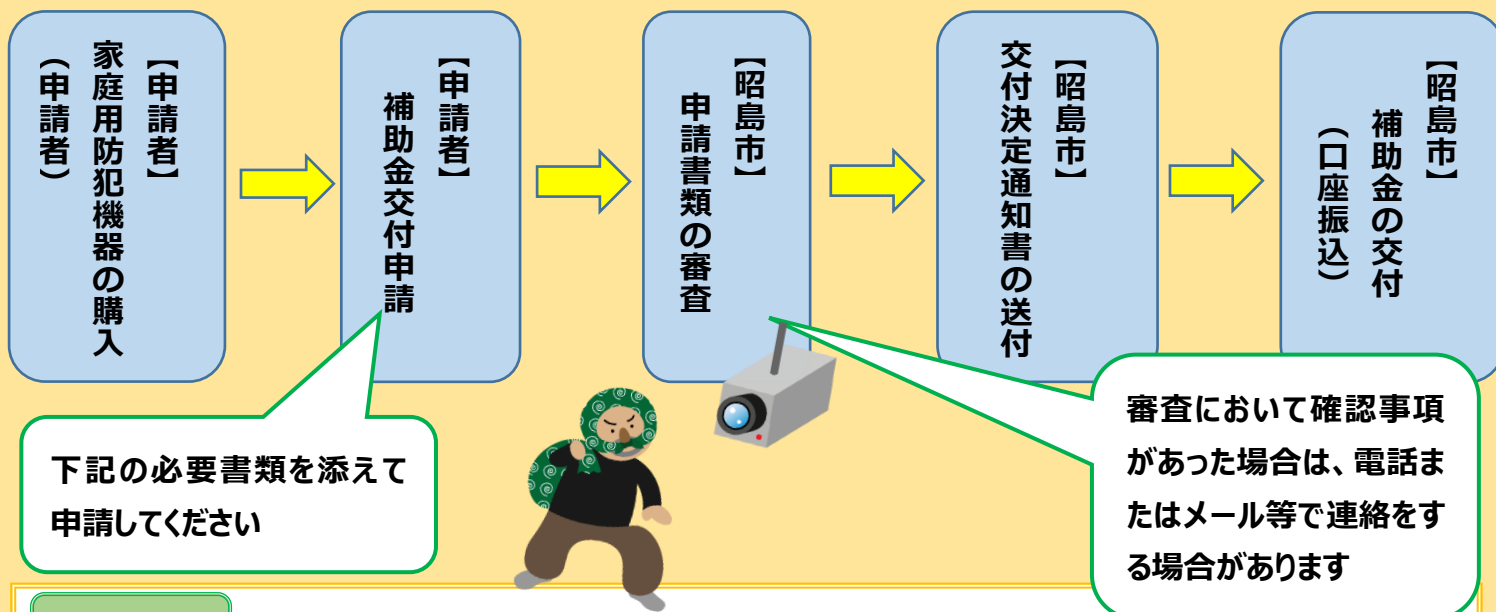 【申請者】
家庭用防犯機器の購入
（申請者）
【申請者】
補助金交付申請
【昭島市】
申請書類の審査
【昭島市】
交付決定通知書の送付
【昭島市】
補助金の交付
（口座振込）
下記の必要書類を添えて
申請してください
審査において確認事項
があった場合は、電話ま
たはメール等で連絡をす
る場合があります